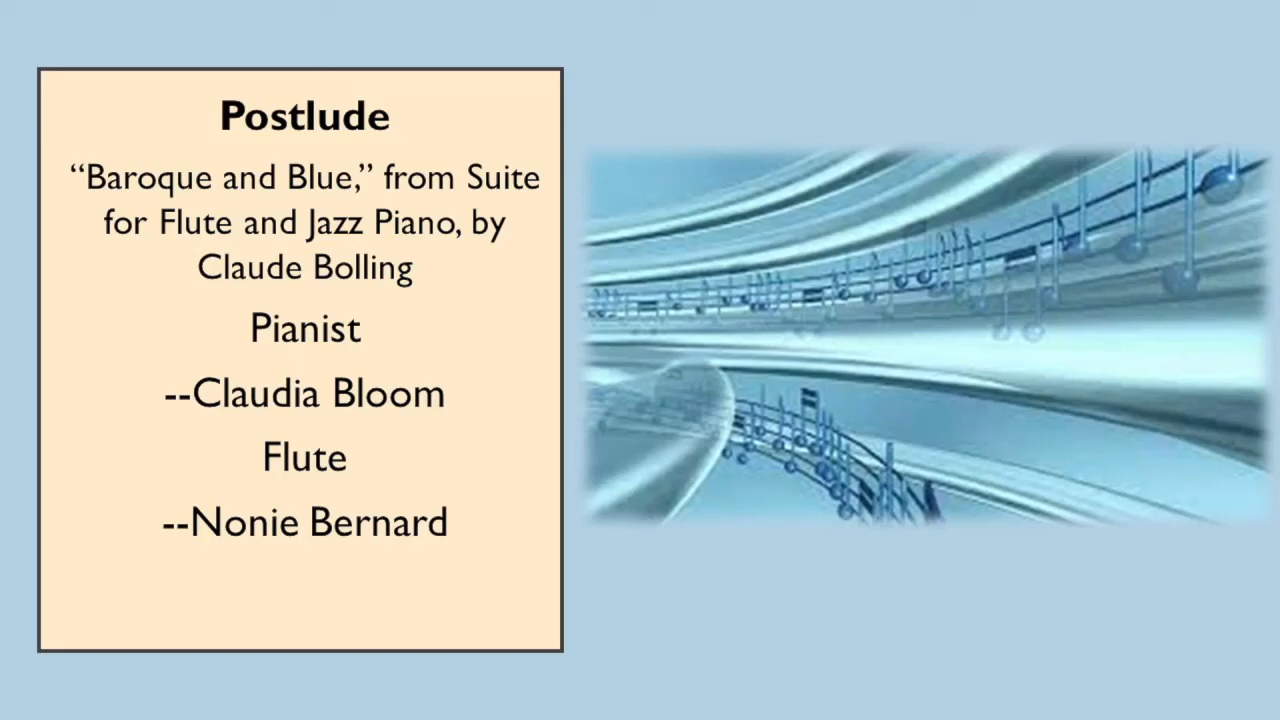 Postlude
“Baroque and Blue,” from Suite
for Flute and Jazz Piano, by
Claude Bolling
Pianist
--Claudia Bloom
Flute
--Nonie Bernard